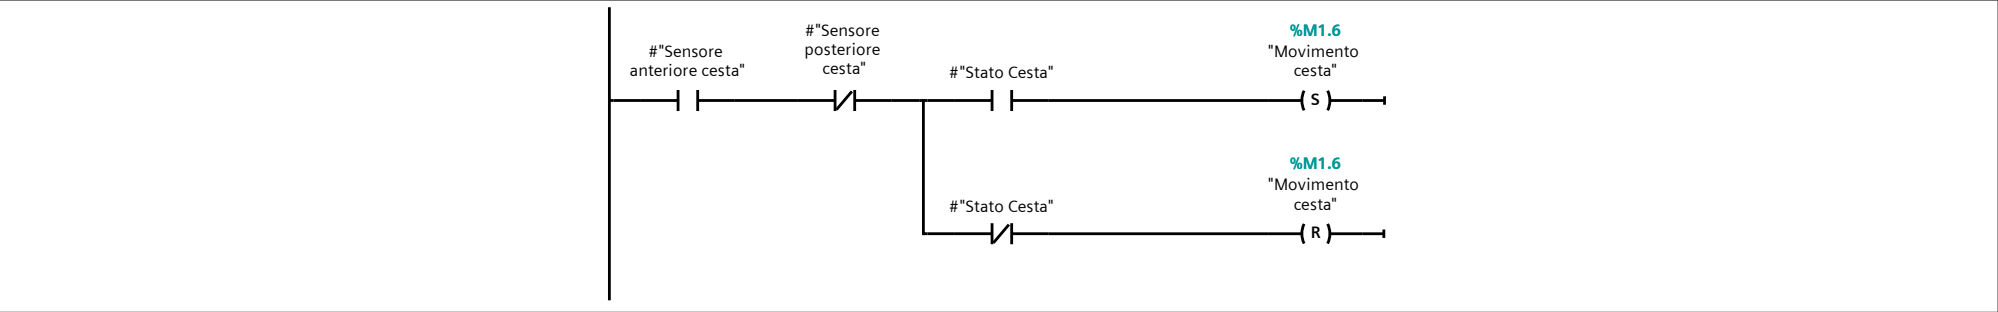 #"Sensore
anteriore cesta"
#"Sensore
posteriore
cesta"
#"Stato Cesta"
%M1.6
"Movimento
cesta"
S
#"Stato Cesta"
%M1.6
"Movimento
cesta"
R